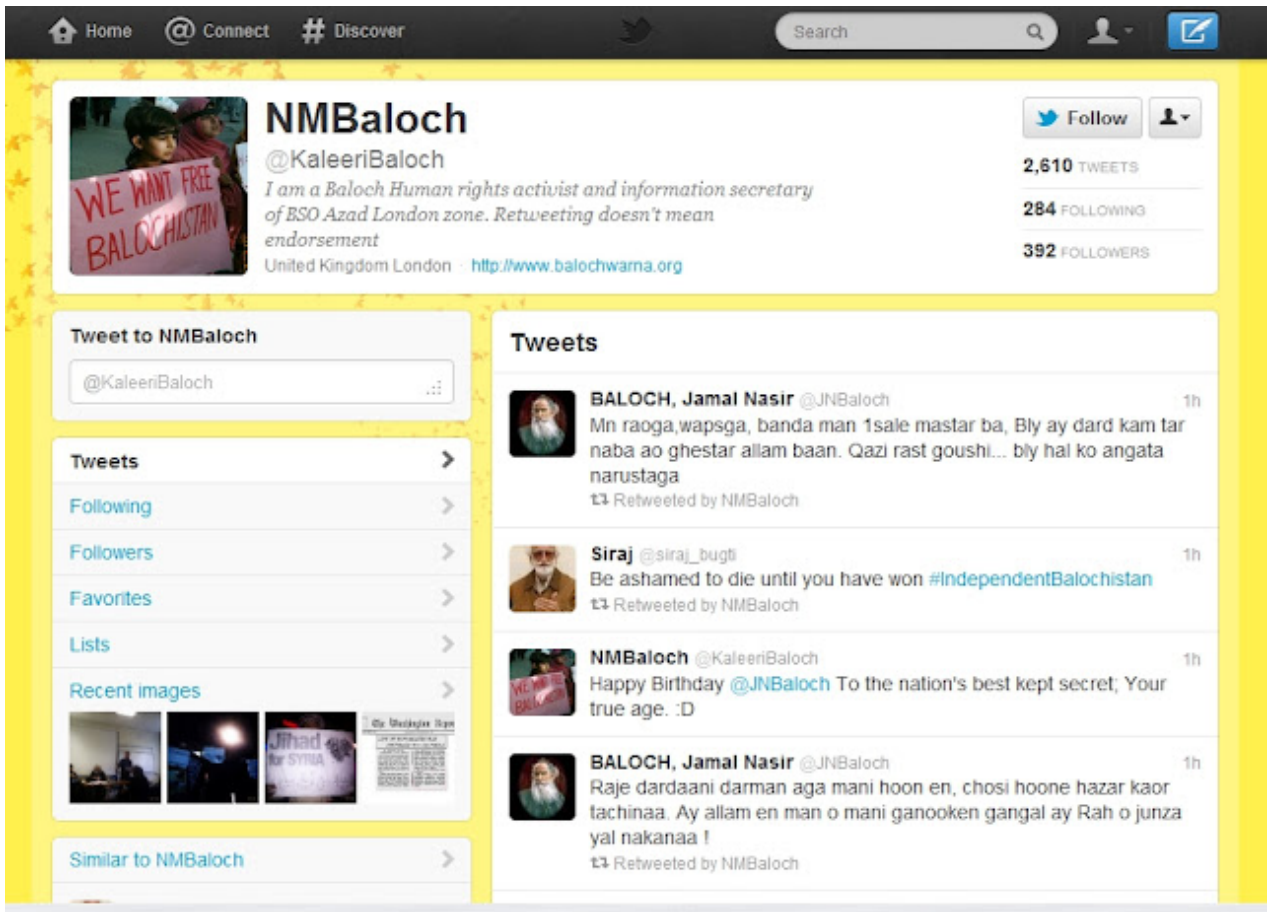 Home @ Connect # Discover Search
NMBaloch
@KaleeriBaloch
I am a Baloch Human rights activist and information secretary
of BSO Azad London zone. Retweeting doesn't mean
endorsement
United Kingdom London · http://www.balochwarna.org
WE WANT FREE
BALOCHISTAN
Follow
2,610 TWEETS
284 FOLLOWING
392 FOLLOWERS
Tweet to NMBaloch
@KaleeriBaloch
Tweets
Following
Followers
Favorites
Lists
Recent images
Jihad
for SYRIA
Similar to NMBaloch
Tweets
BALOCH, Jamal Nasir @JNBaloch 1h
Mn raoga,wapsga, banda man 1sale mastar ba, Bly ay dard kam tar
naba ao ghestar allam baan. Qazi rast goushi... bly hal ko angata
narustaga
Retweeted by NMBaloch
Siraj @siraj_bugti 1h
Be ashamed to die until you have won #IndependentBalochistan
Retweeted by NMBaloch
NMBaloch @KaleeriBaloch 1h
Happy Birthday @JNBaloch To the nation's best kept secret; Your
true age. :D
BALOCH, Jamal Nasir @JNBaloch 1h
Raje dardaani darman aga mani hoon en, chosi hoone hazar kaor
tachinaa. Ay allam en man o mani ganooken gangal ay Rah o junza
yal nakanaa !
Retweeted by NMBaloch